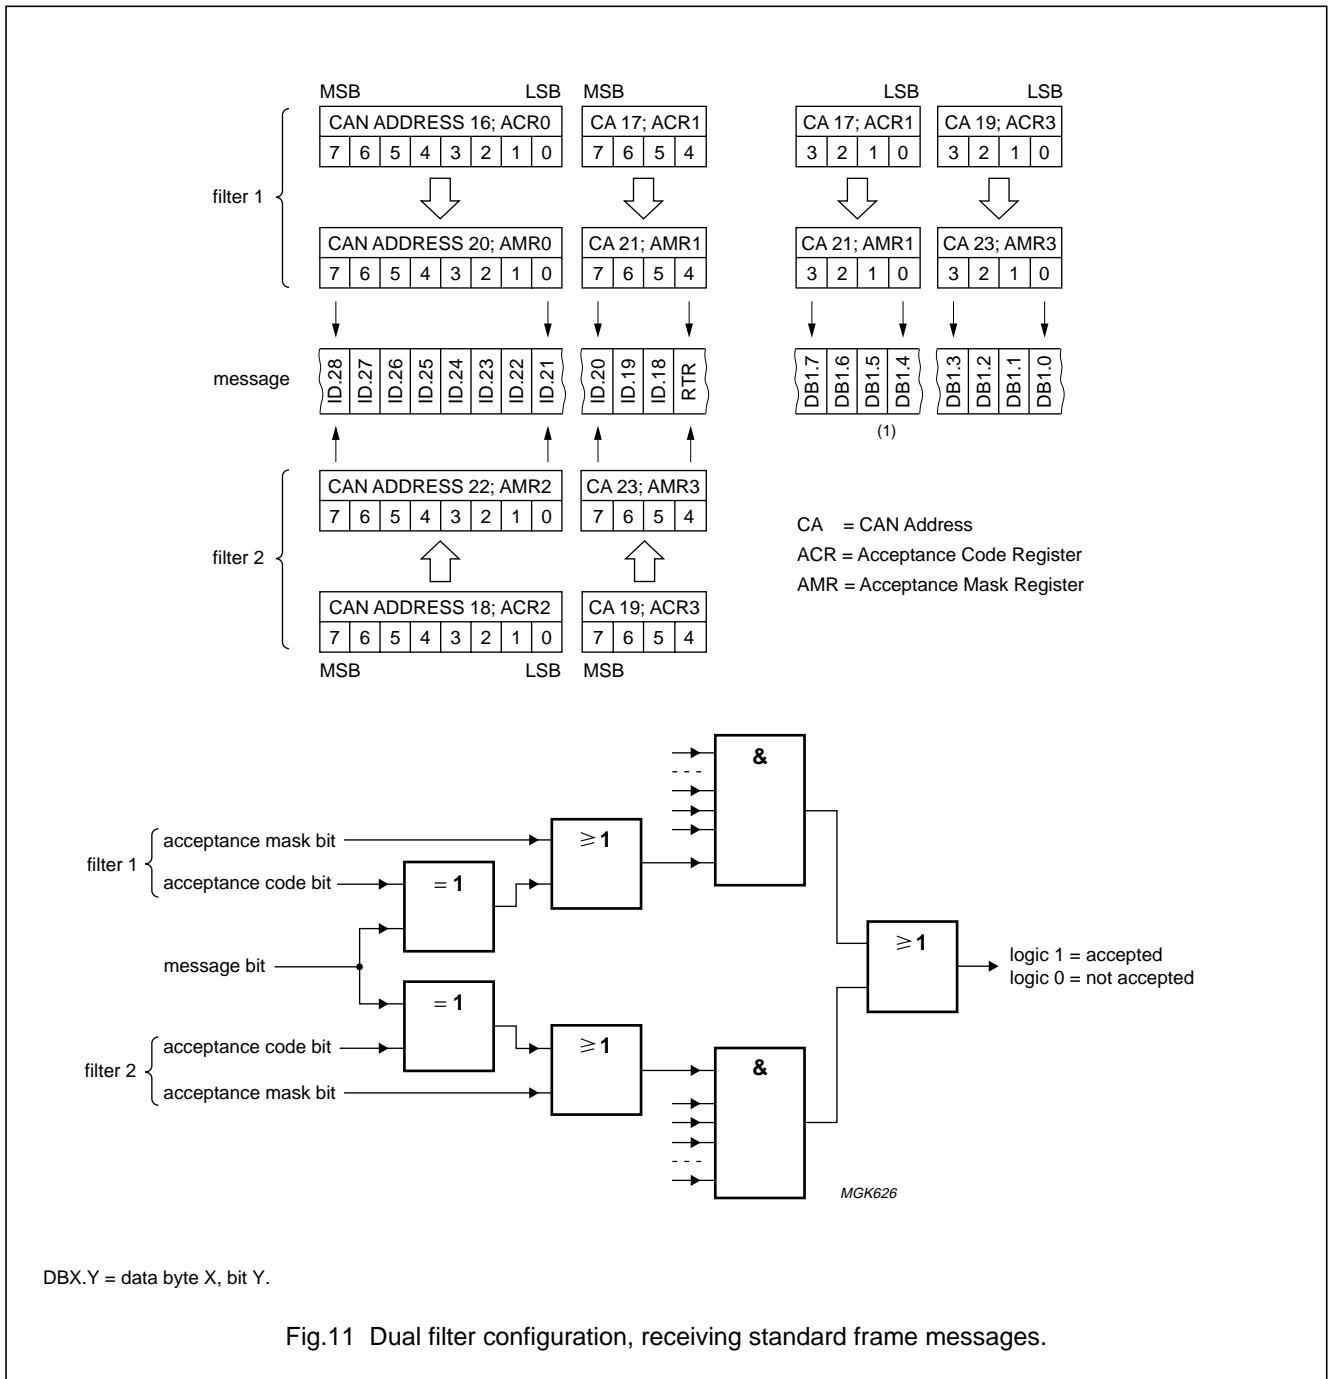 MSB LSB MSB LSB LSB
CAN ADDRESS 16; ACR0 CA 17; ACR1 CA 17; ACR1 CA 19; ACR3
7 6 5 4 3 2 1 0 7 6 5 4 3 2 1 0 3 2 1 0
filter 1
CAN ADDRESS 20; AMR0 CA 21; AMR1 CA 21; AMR1 CA 23; AMR3
7 6 5 4 3 2 1 0 7 6 5 4 3 2 1 0 3 2 1 0
message ID.28 ID.27 ID.26 ID.25 ID.24 ID.23 ID.22 ID.21 ID.20 ID.19 ID.18 RTR DB1.7 DB1.6 DB1.5 DB1.4 DB1.3 DB1.2 DB1.1 DB1.0
(1)
CAN ADDRESS 22; AMR2 CA 23; AMR3
7 6 5 4 3 2 1 0 7 6 5 4
filter 2
CAN ADDRESS 18; ACR2 CA 19; ACR3
7 6 5 4 3 2 1 0 7 6 5 4
MSB LSB MSB
CA = CAN Address
ACR = Acceptance Code Register
AMR = Acceptance Mask Register
&
filter 1
acceptance mask bit
≥ 1
acceptance code bit
= 1
message bit
≥ 1
logic 1 = accepted
logic 0 = not accepted
= 1
filter 2
acceptance code bit
≥ 1
acceptance mask bit
&
MGK626
DBX.Y = data byte X, bit Y.
Fig.11 Dual filter configuration, receiving standard frame messages.